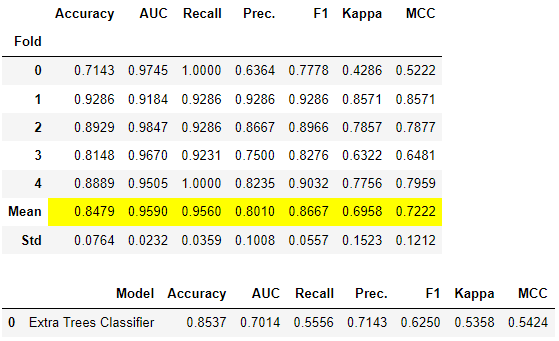 Accuracy AUC Recall Prec. F1 Kappa MCC
Fold
0 0.7143 0.9745 1.0000 0.6364 0.7778 0.4286 0.5222
1 0.9286 0.9184 0.9286 0.9286 0.9286 0.8571 0.8571
2 0.8929 0.9847 0.9286 0.8667 0.8966 0.7857 0.7877
3 0.8148 0.9670 0.9231 0.7500 0.8276 0.6322 0.6481
4 0.8889 0.9505 1.0000 0.8235 0.9032 0.7756 0.7959
Mean 0.8479 0.9590 0.9560 0.8010 0.8667 0.6958 0.7222
Std 0.0764 0.0232 0.0359 0.1008 0.0557 0.1523 0.1212
Model Accuracy AUC Recall Prec. F1 Kappa MCC
0 Extra Trees Classifier 0.8537 0.7014 0.5556 0.7143 0.6250 0.5358 0.5424